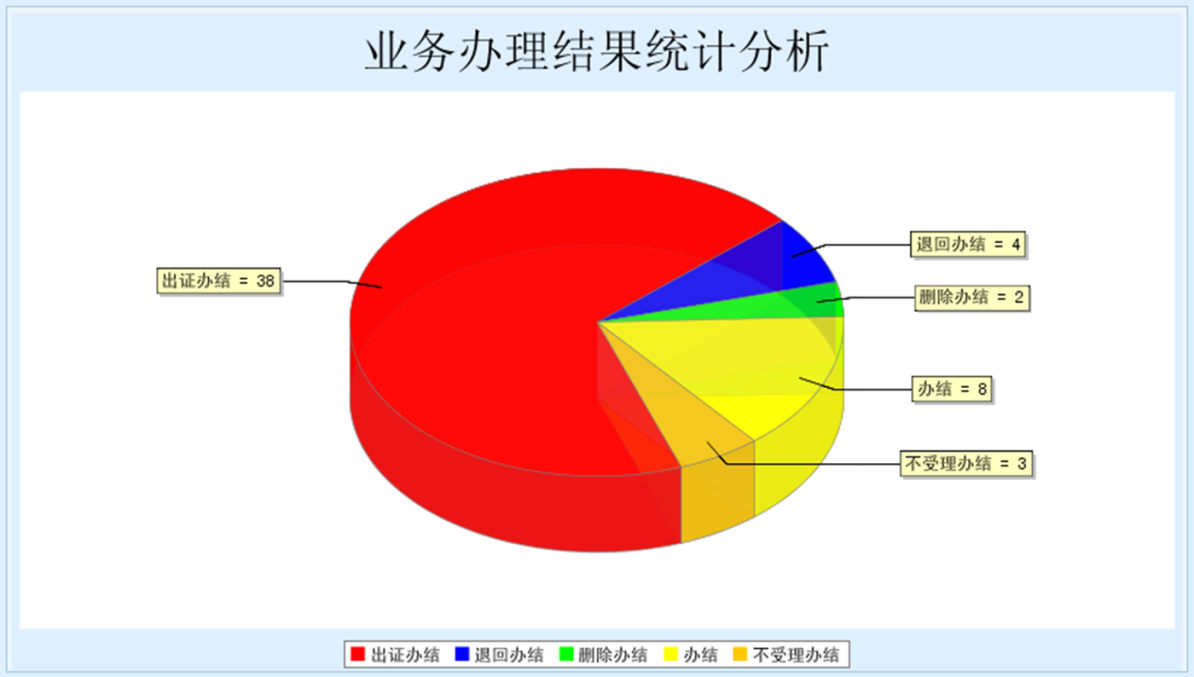 业务办理结果统计分析
退回办结 = 4
出证办结 = 38
删除办结 = 2
办结 = 8
不受理办结 = 3
出证办结 退回办结 删除办结 办结 不受理办结